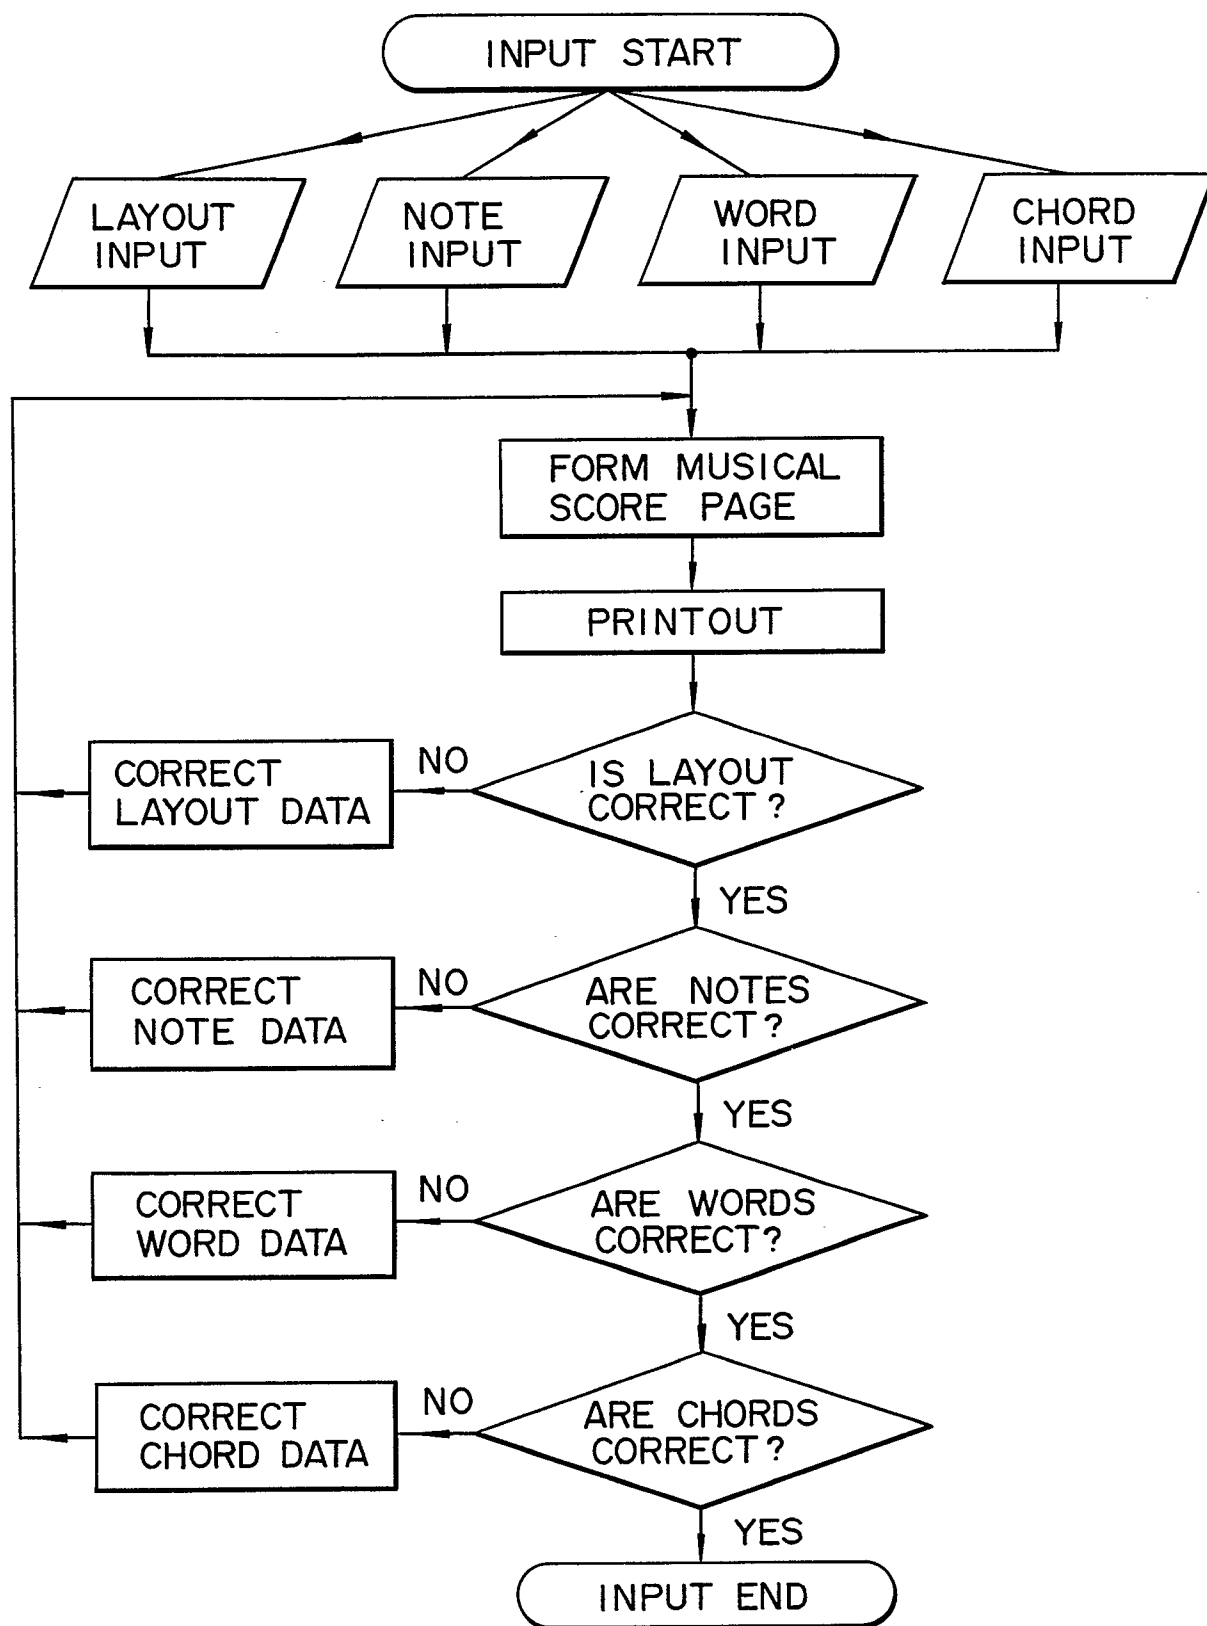 INPUT START
LAYOUT
INPUT
NOTE
INPUT
WORD
INPUT
CHORD
INPUT
FORM MUSICAL
SCORE PAGE
PRINTOUT
IS LAYOUT
CORRECT?
NO
CORRECT
LAYOUT DATA
YES
ARE NOTES
CORRECT?
NO
CORRECT
NOTE DATA
YES
ARE WORDS
CORRECT?
NO
CORRECT
WORD DATA
YES
ARE CHORDS
CORRECT?
NO
CORRECT
CHORD DATA
YES
INPUT END